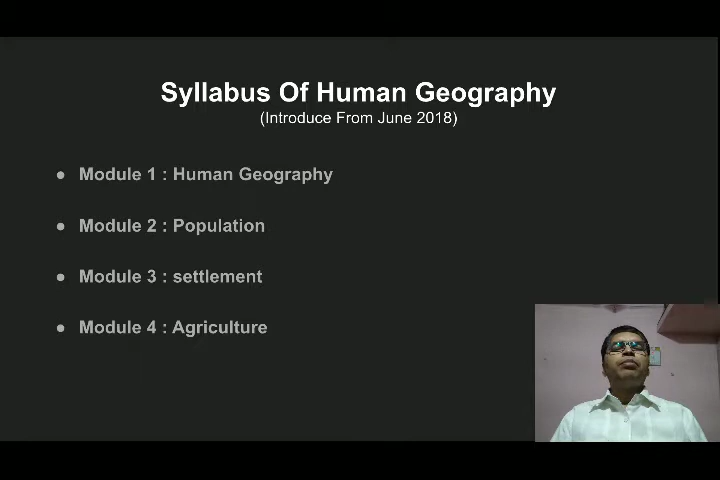 Syllabus Of Human Geography
(Introduce From June 2018)
● Module 1 : Human Geography
● Module 2 : Population
● Module 3 : settlement
● Module 4 : Agriculture